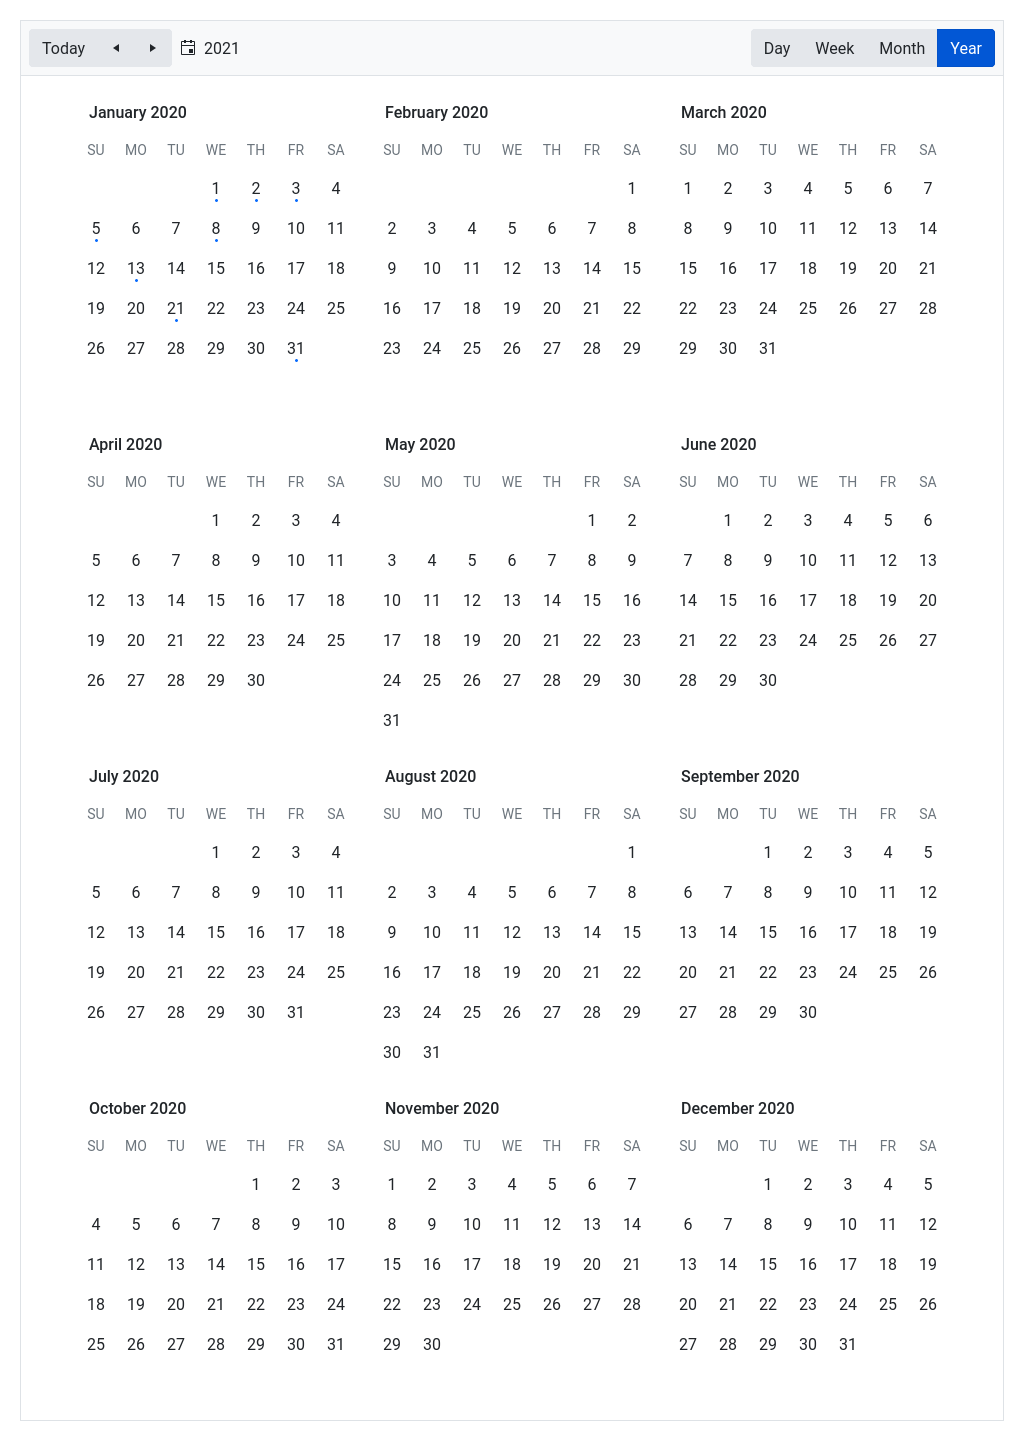 Today 2021 Day Week Month Year
January 2020 February 2020 March 2020
SU MO TU WE TH FR SA SU MO TU WE TH FR SA SU MO TU WE TH FR SA
1 2 3 4 1 1 2 3 4 5 6 7
5 6 7 8 9 10 11 2 3 4 5 6 7 8 8 9 10 11 12 13 14
12 13 14 15 16 17 18 9 10 11 12 13 14 15 15 16 17 18 19 20 21
19 20 21 22 23 24 25 16 17 18 19 20 21 22 22 23 24 25 26 27 28
26 27 28 29 30 31 23 24 25 26 27 28 29 29 30 31
April 2020 May 2020 June 2020
SU MO TU WE TH FR SA SU MO TU WE TH FR SA SU MO TU WE TH FR SA
1 2 3 4 1 2 1 2 3 4 5 6
5 6 7 8 9 10 11 3 4 5 6 7 8 9 7 8 9 10 11 12 13
12 13 14 15 16 17 18 10 11 12 13 14 15 16 14 15 16 17 18 19 20
19 20 21 22 23 24 25 17 18 19 20 21 22 23 21 22 23 24 25 26 27
26 27 28 29 30 24 25 26 27 28 29 30 28 29 30
31
July 2020 August 2020 September 2020
SU MO TU WE TH FR SA SU MO TU WE TH FR SA SU MO TU WE TH FR SA
1 2 3 4 1 1 2 3 4 5
5 6 7 8 9 10 11 2 3 4 5 6 7 8 6 7 8 9 10 11 12
12 13 14 15 16 17 18 9 10 11 12 13 14 15 13 14 15 16 17 18 19
19 20 21 22 23 24 25 16 17 18 19 20 21 22 20 21 22 23 24 25 26
26 27 28 29 30 31 23 24 25 26 27 28 29 27 28 29 30
30 31
October 2020 November 2020 December 2020
SU MO TU WE TH FR SA SU MO TU WE TH FR SA SU MO TU WE TH FR SA
1 2 3 1 2 3 4 5 6 7 1 2 3 4 5
4 5 6 7 8 9 10 8 9 10 11 12 13 14 6 7 8 9 10 11 12
11 12 13 14 15 16 17 15 16 17 18 19 20 21 13 14 15 16 17 18 19
18 19 20 21 22 23 24 22 23 24 25 26 27 28 20 21 22 23 24 25 26
25 26 27 28 29 30 31 29 30 27 28 29 30 31